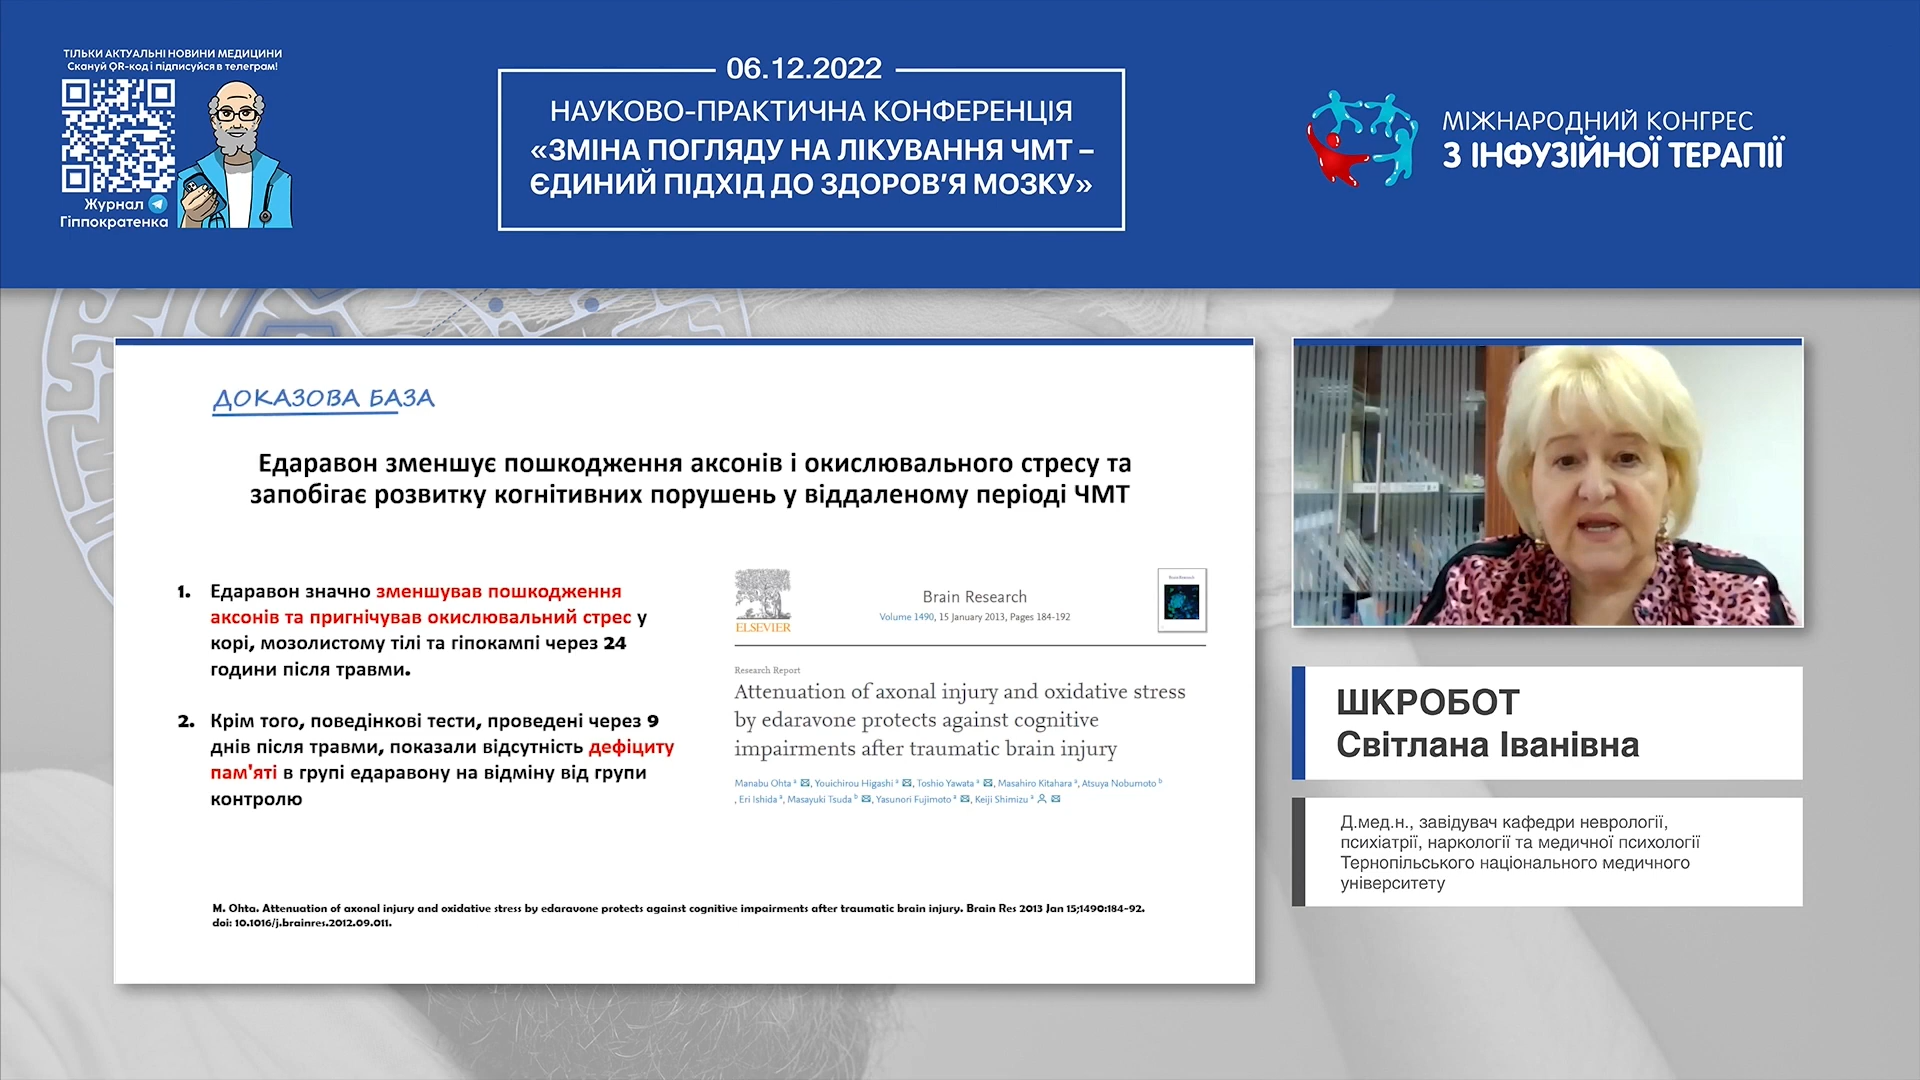 ТІЛЬКИ АКТУАЛЬНІ НОВИНИ МЕДИЦИНИ
Скануй QR-код і підписуйся в телеграм!
Журнал
Гіппократенка
06.12.2022
НАУКОВО-ПРАКТИЧНА КОНФЕРЕНЦІЯ
«ЗМІНА ПОГЛЯДУ НА ЛІКУВАННЯ ЧМТ –
ЄДИНИЙ ПІДХІД ДО ЗДОРОВ'Я МОЗКУ»
МІЖНАРОДНИЙ КОНГРЕС
З ІНФУЗІЙНОЇ ТЕРАПІЇ
ДОКАЗОВА БАЗА
Едаравон зменшує пошкодження аксонів і окислювального стресу та
запобігає розвитку когнітивних порушень у віддаленому періоді ЧМТ
1. Едаравон значно зменшував пошкодження
аксонів та пригнічував окислювальний стрес у
корі, мозолистому тілі та гіпокампі через 24
години після травми.
2. Крім того, поведінкові тести, проведені через 9
днів після травми, показали відсутність дефіциту
пам'яті в групі едаравону на відміну від групи
контролю
ELSEVIER
Brain Research
Volume 1490, 15 January 2013, Pages 184-192
Research Report
Attenuation of axonal injury and oxidative stress
by edaravone protects against cognitive
impairments after traumatic brain injury
Manabu Ohta ª, Youichirou Higashi ª, Toshio Yawata ª, Masahiro Kitahara ª, Atsuya Nobumoto ᵇ
, Eri Ishida ª, Masayuki Tsuda ᵇ, Yasunori Fujimoto ª, Keiji Shimizu ª
M. Ohta. Attenuation of axonal injury and oxidative stress by edaravone protects against cognitive impairments after traumatic brain injury. Brain Res 2013 Jan 15;1490:184-92.
doi: 10.1016/j.brainres.2012.09.011.
ШКРОБОТ
Світлана Іванівна
Д.мед.н., завідувач кафедри неврології,
психіатрії, наркології та медичної психології
Тернопільського національного медичного
університету